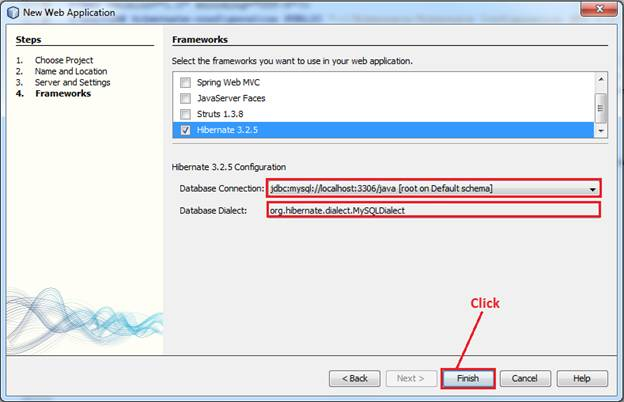 New Web Application
Steps
1. Choose Project
2. Name and Location
3. Server and Settings
4. Frameworks
Frameworks
Select the frameworks you want to use in your web application.
Spring Web MVC
JavaServer Faces
Struts 1.3.8
Hibernate 3.2.5
Hibernate 3.2.5 Configuration
Database Connection: jdbc:mysql://localhost:3306/java [root on Default schema]
Database Dialect: org.hibernate.dialect.MySQLDialect
Click
< Back Next > Finish Cancel Help